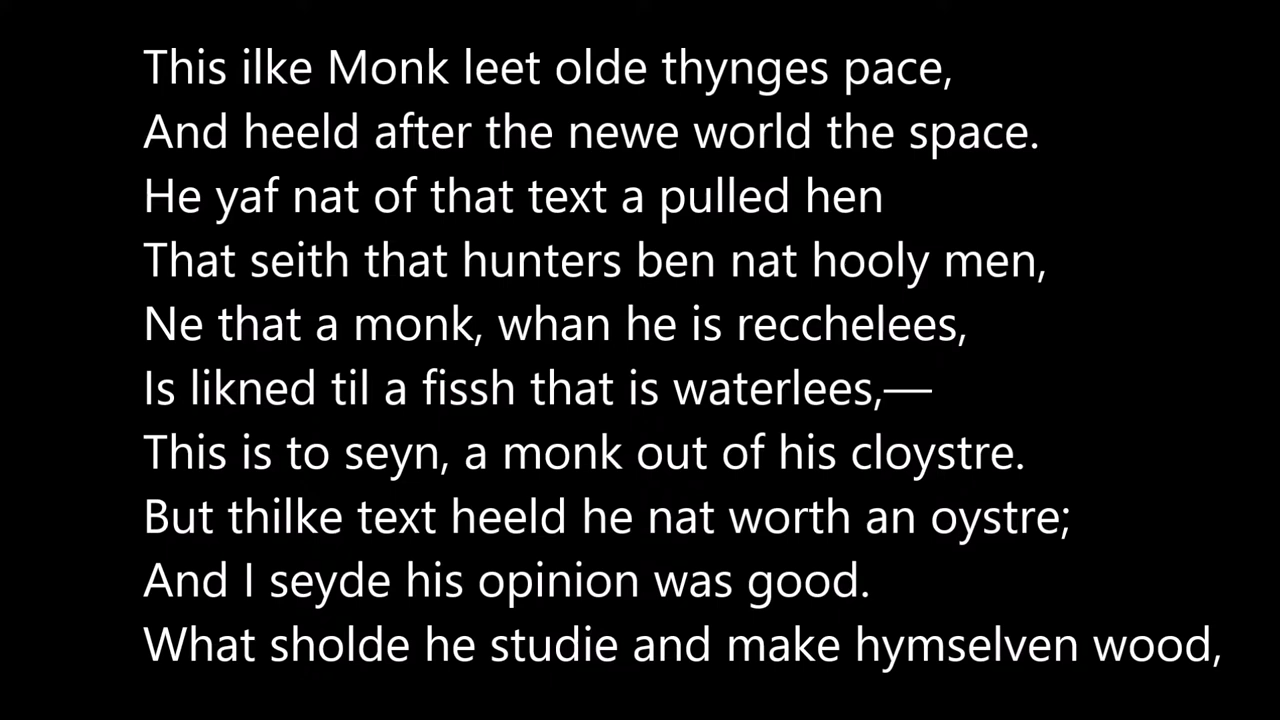 This ilke Monk leet olde thynges pace,
And heeld after the newe world the space.
He yaf nat of that text a pulled hen
That seith that hunters ben nat hooly men,
Ne that a monk, whan he is reccheless,
Is likned til a fissh that is waterlees,—
This is to seyn, a monk out of his cloystre.
But thilke text heeld he nat worth an oystre;
And I seyde his opinion was good.
What sholde he studie and make hymselven wood,